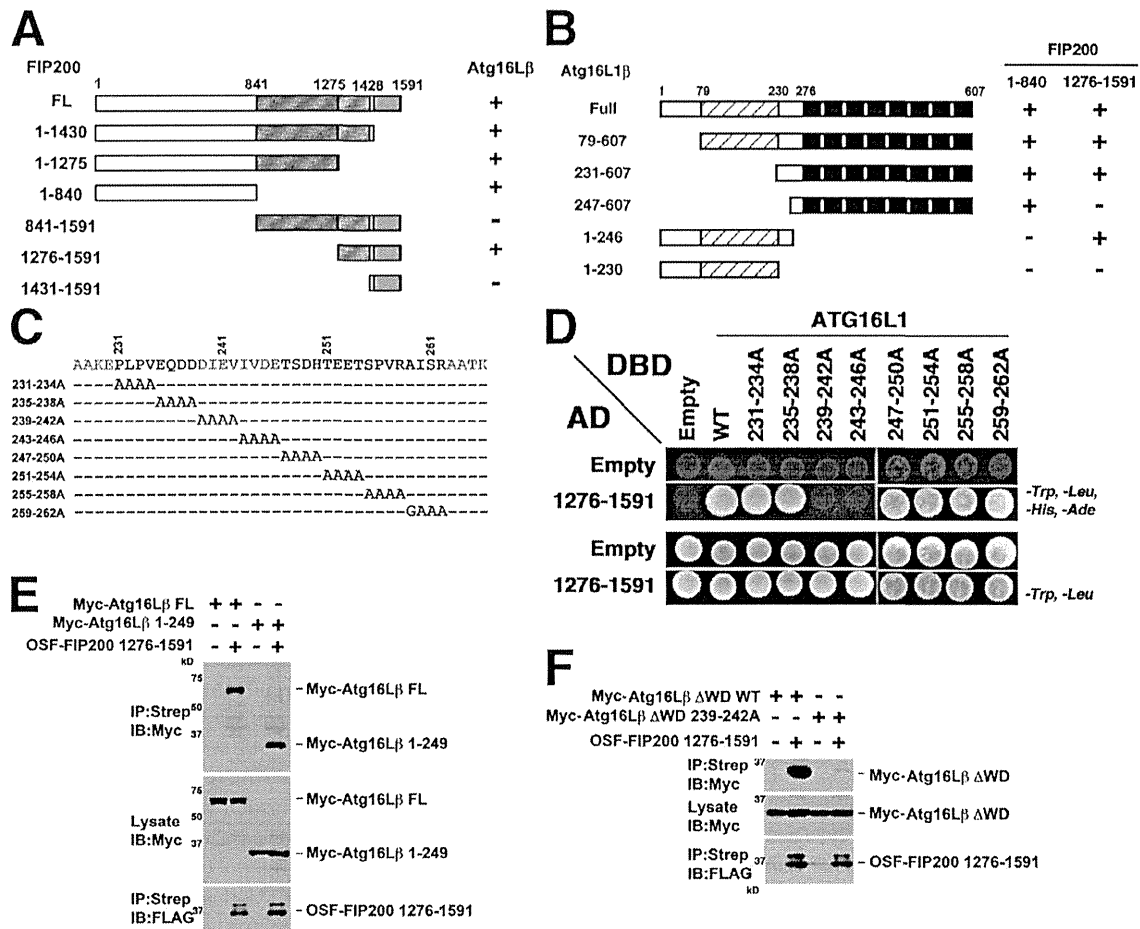 A
FIP200
Atg16Lβ
1
841
1275
1428
1591
FL
+
1-1430
+
1-1275
+
1-840
+
841-1591
-
1276-1591
+
1431-1591
-
B
FIP200
Atg16L1β
1-840
1276-1591
1
79
230
276
607
Full
+ +
79-607
+ +
231-607
+ +
247-607
+ -
1-246
- +
1-230
- -
C
231
241
251
261
AAKEPLPVEQDDDIEVIVDETSDHTEETSPVRAISRAATK
231-234A ----AAAA--------------------------------
235-238A --------AAAA----------------------------
239-242A ------------AAAA------------------------
243-246A ----------------AAAA--------------------
247-250A --------------------AAAA----------------
251-254A ------------------------AAAA------------
255-258A ----------------------------AAAA--------
259-262A --------------------------------GAAA----
D
ATG16L1
DBD
AD
Empty
WT
231-234A
235-238A
239-242A
243-246A
247-250A
251-254A
255-258A
259-262A
Empty
1276-1591
-Trp, -Leu,
-His, -Ade
Empty
1276-1591
-Trp, -Leu
E
Myc-Atg16Lβ FL + + - -
Myc-Atg16Lβ 1-249 - - + +
OSF-FIP200 1276-1591 - + - +
kD
75
50
37
IP:Strep
IB:Myc
-Myc-Atg16Lβ FL
-Myc-Atg16Lβ 1-249
75
50
37
Lysate
IB:Myc
-Myc-Atg16Lβ FL
-Myc-Atg16Lβ 1-249
IP:Strep
IB:FLAG
37
-OSF-FIP200 1276-1591
F
Myc-Atg16Lβ ΔWD WT + + - -
Myc-Atg16Lβ ΔWD 239-242A - - + +
OSF-FIP200 1276-1591 - + - +
IP:Strep
IB:Myc
37
-Myc-Atg16Lβ ΔWD
Lysate
IB:Myc
37
-Myc-Atg16Lβ ΔWD
IP:Strep
IB:FLAG
37
-OSF-FIP200 1276-1591
kD